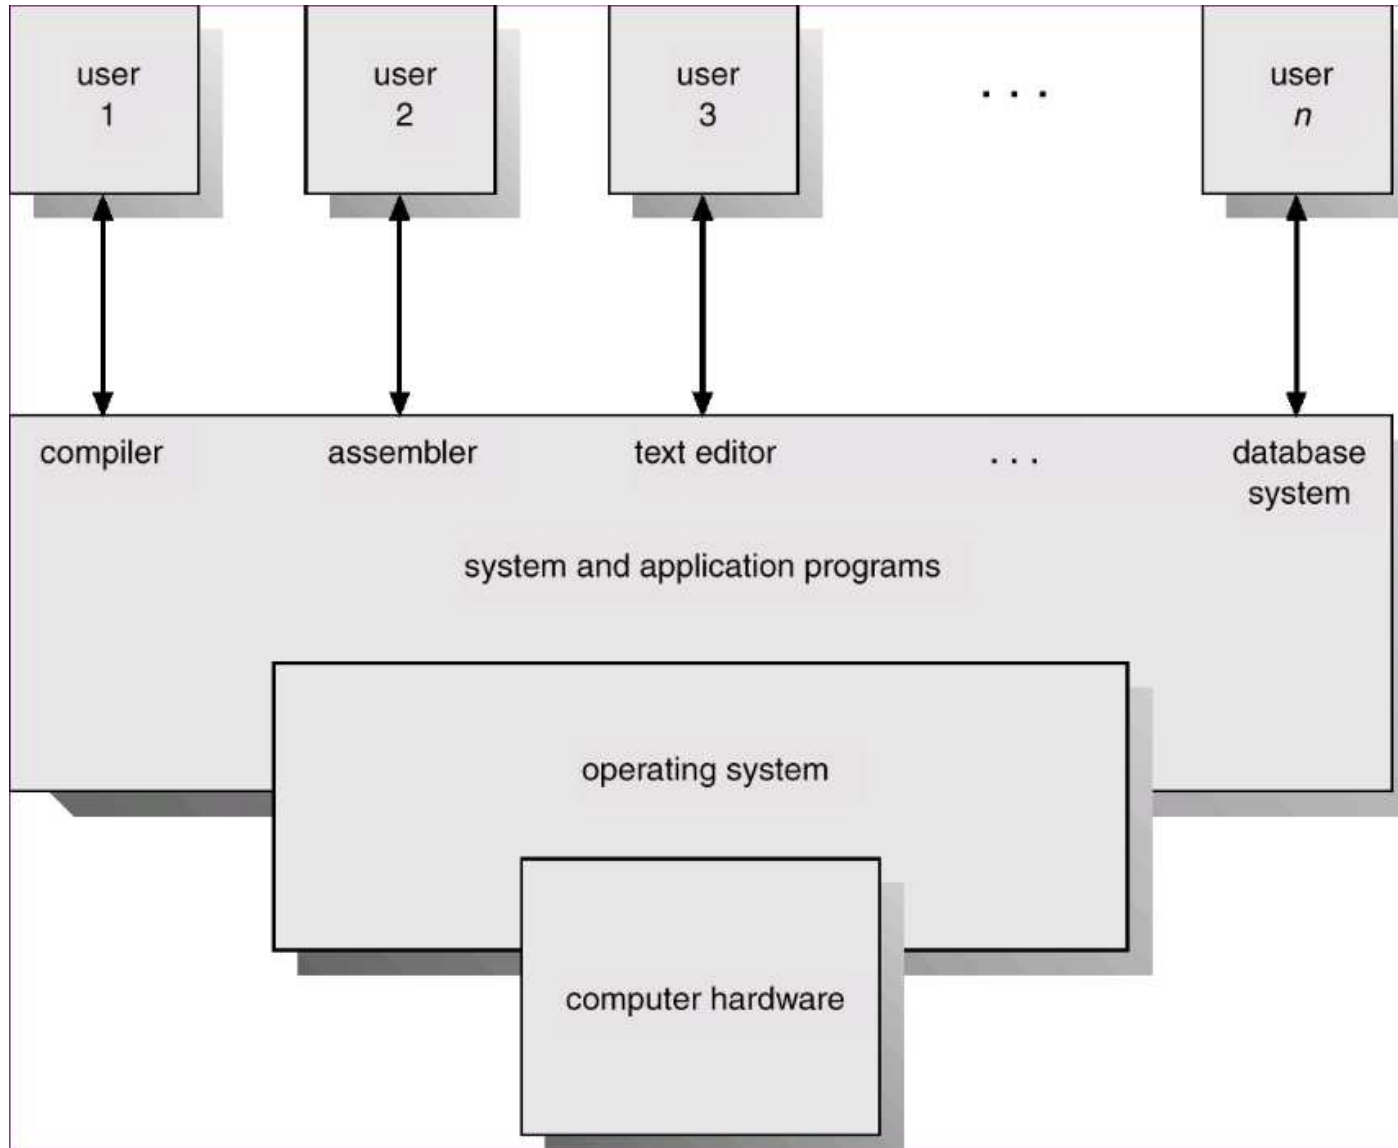 user
1
user
2
user
3
. . .
user
n
compiler
assembler
text editor
. . .
database
system
system and application programs
operating system
computer hardware